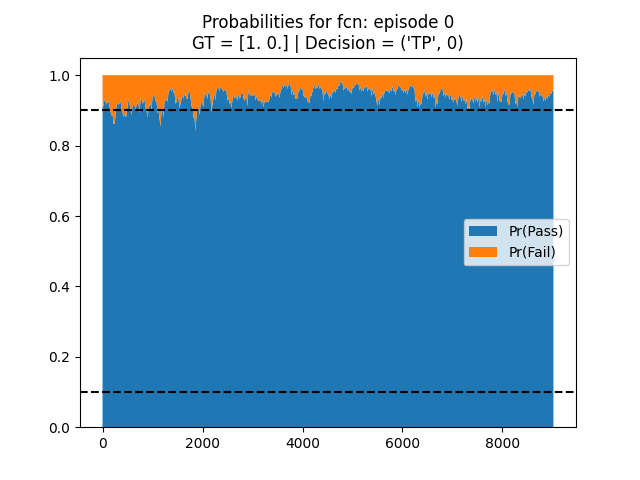 Probabilities for fcn: episode 0
GT = [1. 0.] | Decision = ('TP', 0)
1.0
0.8
0.6
0.4
0.2
0.0
Pr(Pass)
Pr(Fail)
0
2000
4000
6000
8000